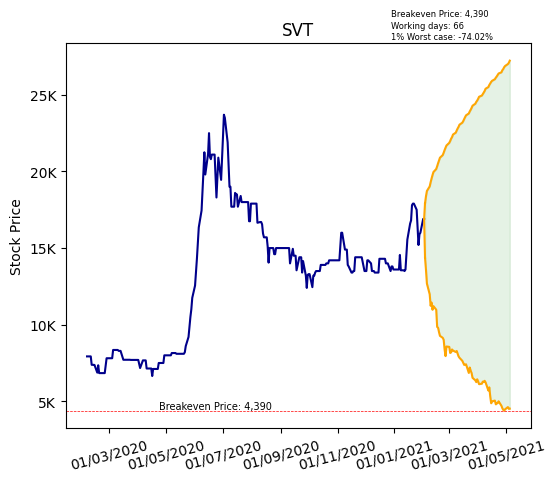 Breakeven Price: 4,390
Working days: 66
1% Worst case: -74.02%
SVT
Stock Price
25K
20K
15K
10K
5K
Breakeven Price: 4,390
01/03/2020
01/05/2020
01/07/2020
01/09/2020
01/11/2020
01/01/2021
01/03/2021
01/05/2021